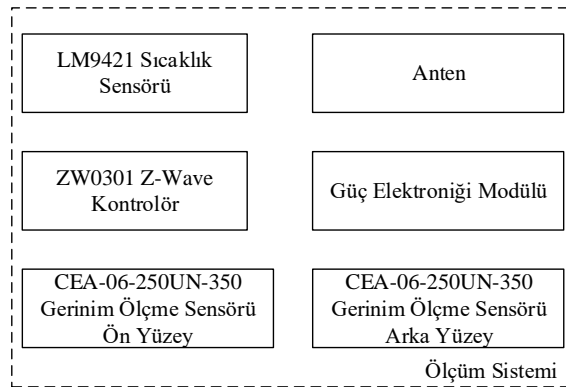 LM9421 Sıcaklık
Sensörü
Anten
ZW0301 Z-Wave
Kontrolör
Güç Elektroniği Modülü
CEA-06-250UN-350
Gerinim Ölçme Sensörü
Ön Yüzey
CEA-06-250UN-350
Gerinim Ölçme Sensörü
Arka Yüzey
Ölçüm Sistemi